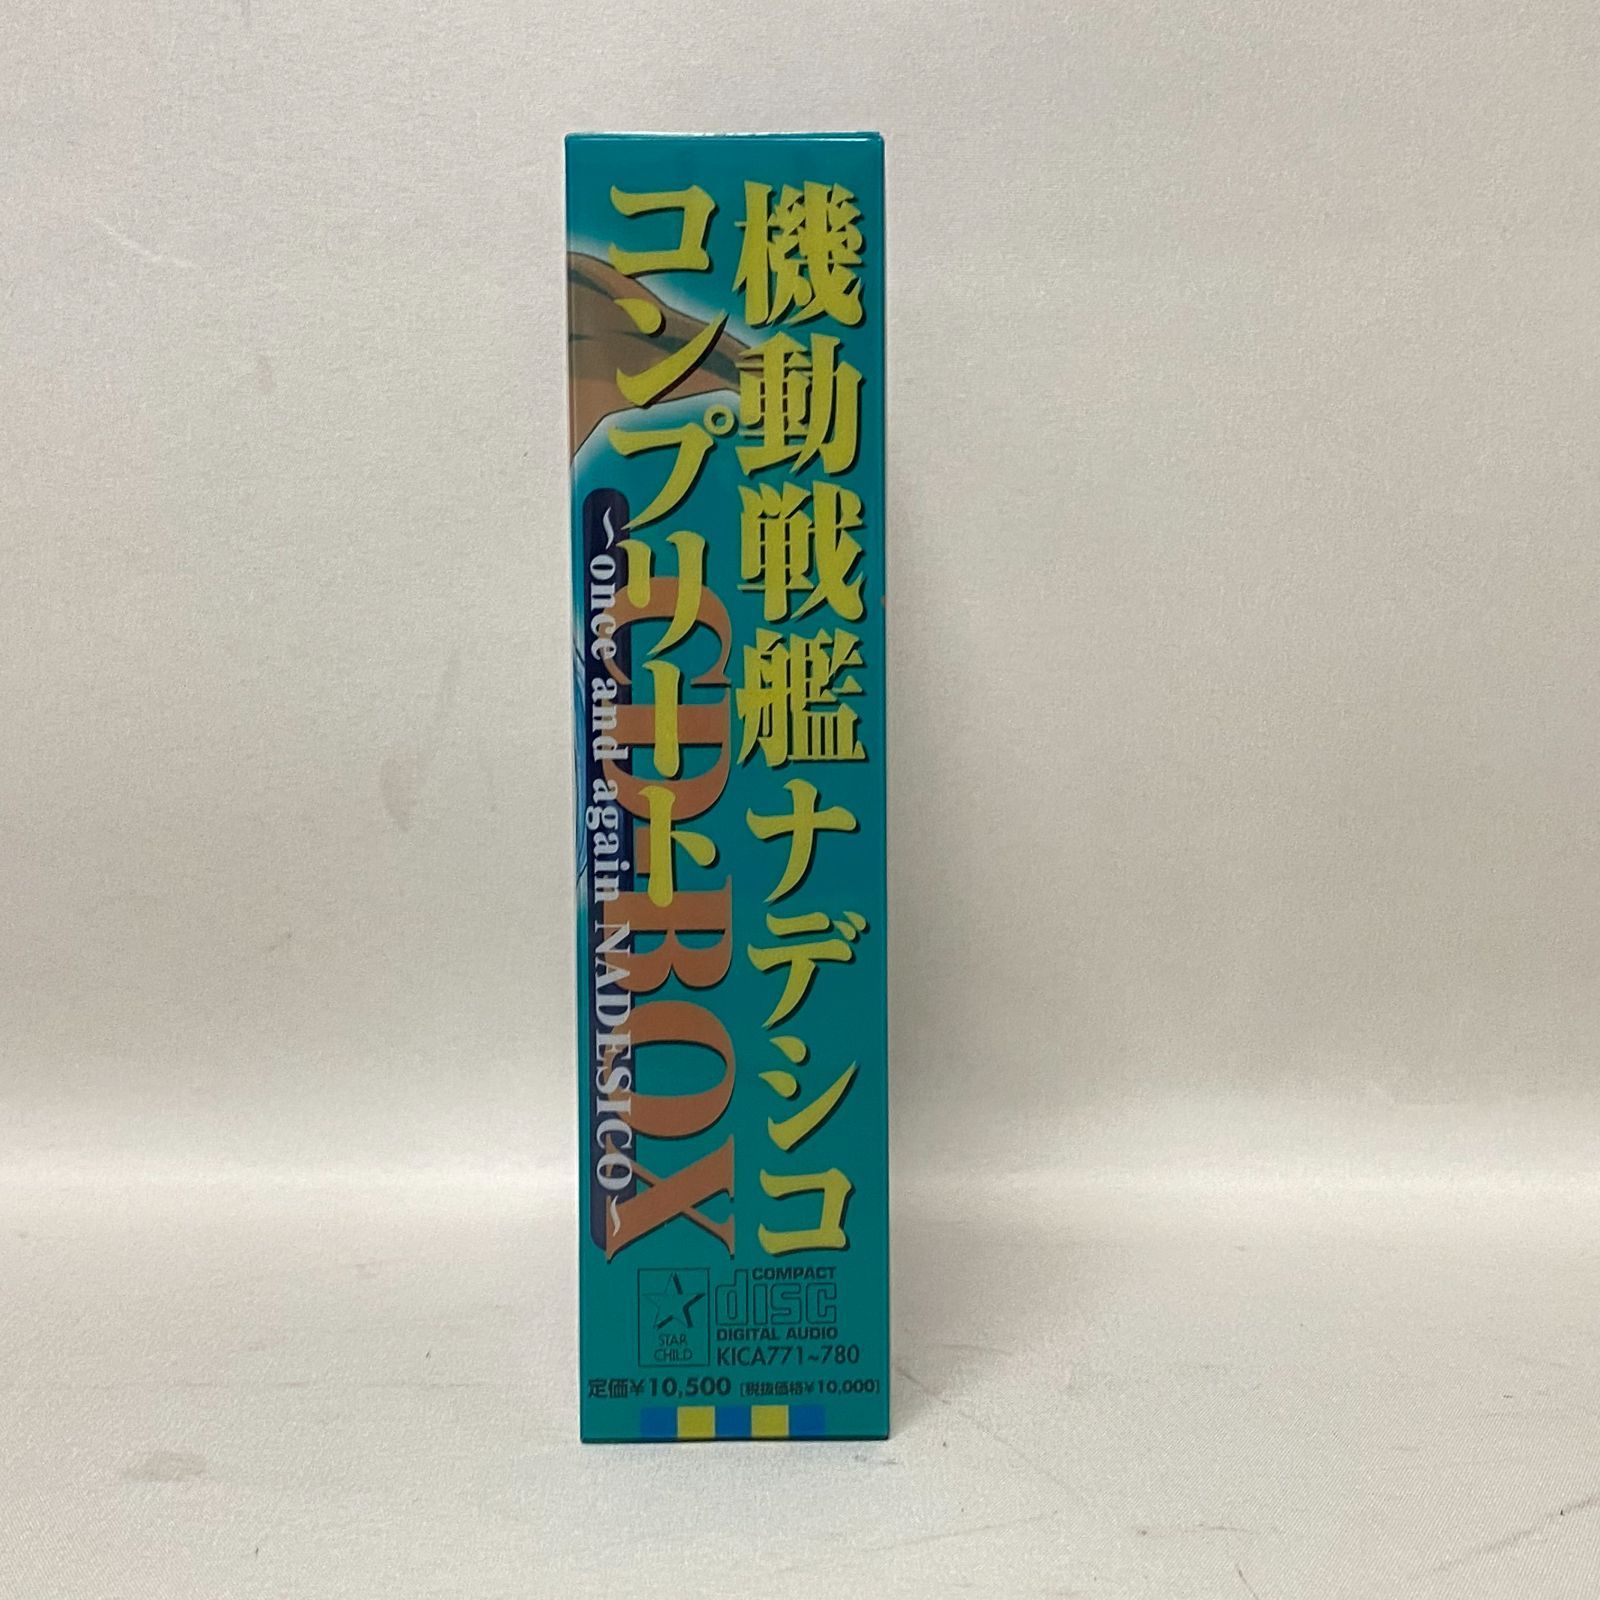 機動戦艦ナデシコ
コンプリート
CD-BOX
〜once and again NADESICO〜
STAR
CHILD
COMPACT
disc
DIGITAL AUDIO
KICA771~780
定価¥10,500 [税抜価格¥10,000]